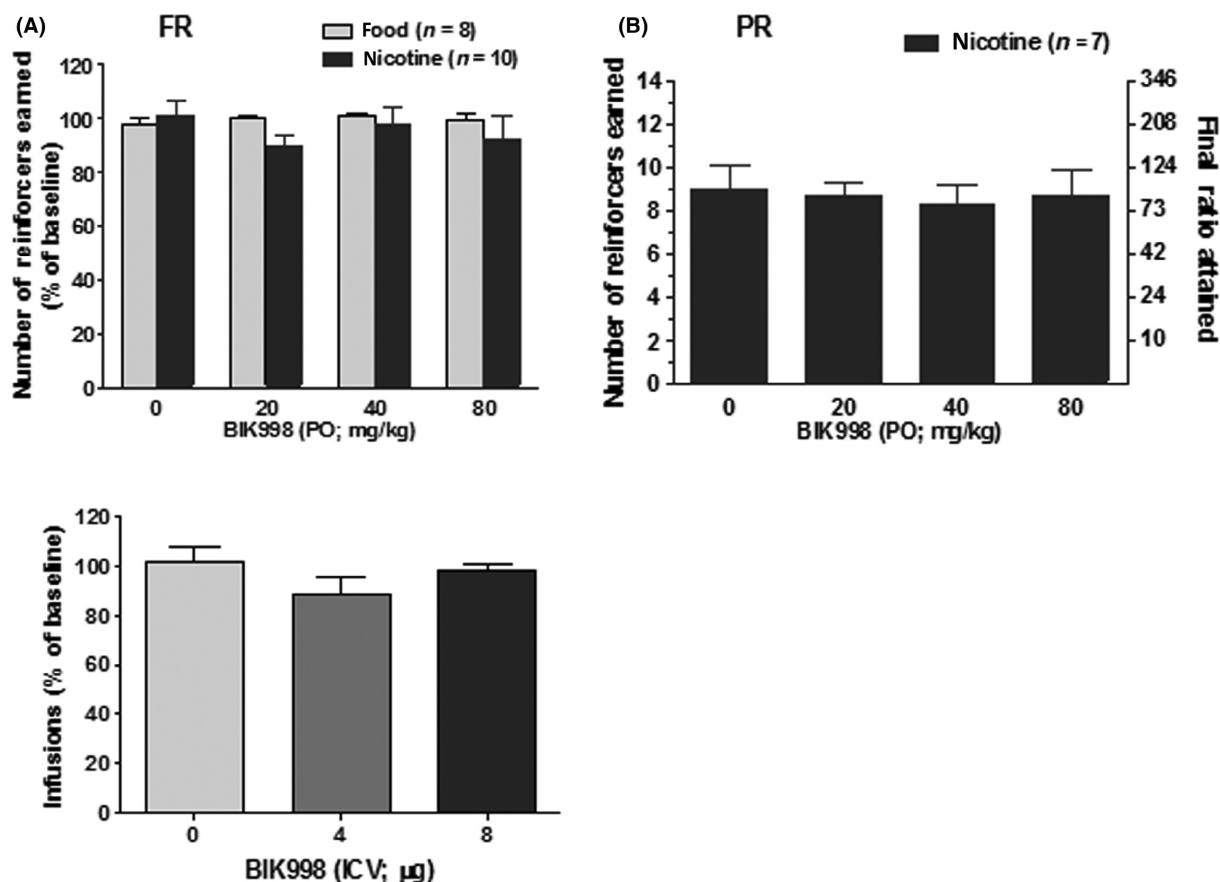 (A)
FR
Food (n = 8)
Nicotine (n = 10)
Number of reinforcers earned
(% of baseline)
120
100
80
60
40
20
0
0 20 40 80
BIK998 (PO; mg/kg)
(B)
PR
Nicotine (n = 7)
Number of reinforcers earned
14
12
10
8
6
4
2
0
346
208
124
73
42
24
10
Final ratio attained
0 20 40 80
BIK998 (PO; mg/kg)
Infusions (% of baseline)
120
100
80
60
40
20
0
0 4 8
BIK998 (ICV; µg)